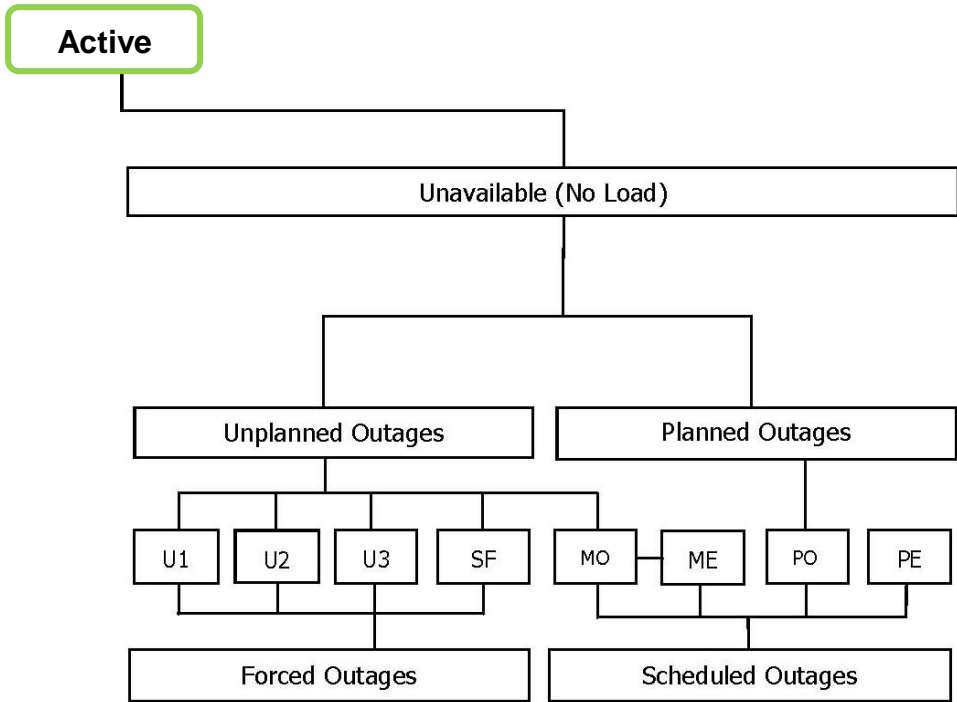 Active
Unavailable (No Load)
Unplanned Outages
Planned Outages
U1
U2
U3
SF
MO
ME
PO
PE
Forced Outages
Scheduled Outages